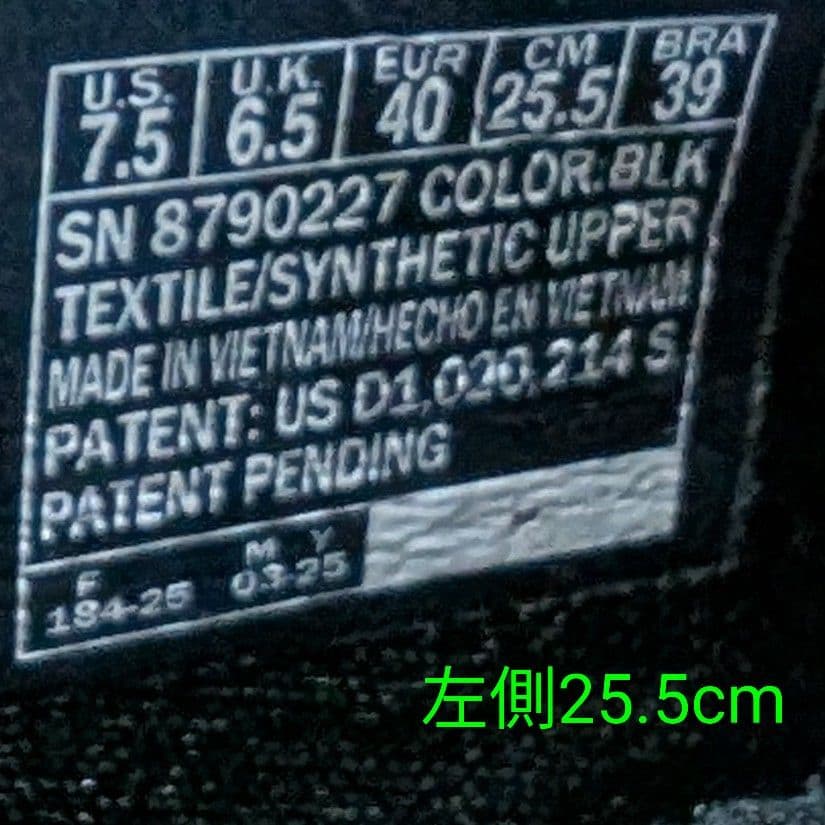 U.S. U.K. EUR CM BRA
7.5 6.5 40 25.5 39
SN 8790227 COLOR:BLK
TEXTILE/SYNTHETIC UPPER
MADE IN VIETNAM/HECHO EN VIETNAM
PATENT: US D1,020,214 S
PATENT PENDING
F M Y
184-25 03-25
左側25.5cm